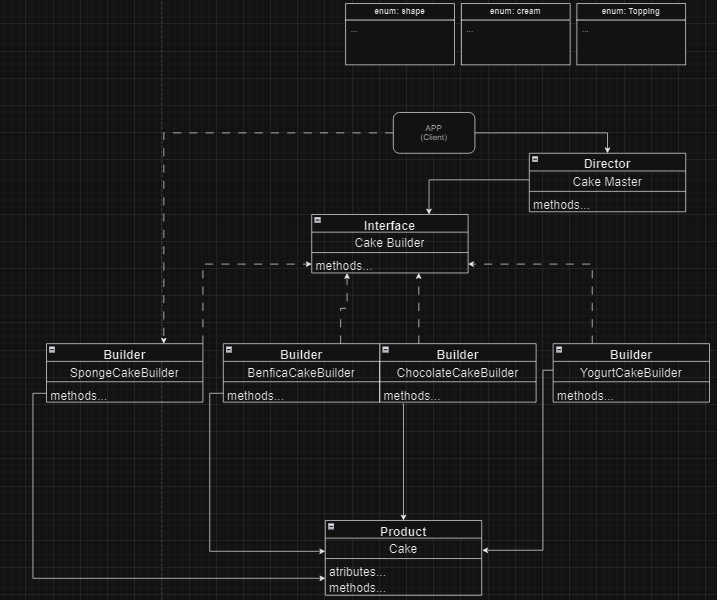 enum: shape
...
enum: cream
...
enum: Topping
...
APP
(Client)
Director
Cake Master
methods...
Interface
Cake Builder
methods...
Builder
SpongeCakeBuilder
methods...
Builder
BenficaCakeBuilder
methods...
Builder
ChocolateCakeBuilder
methods...
Builder
YogurtCakeBuilder
methods...
Product
Cake
atributes...
methods...